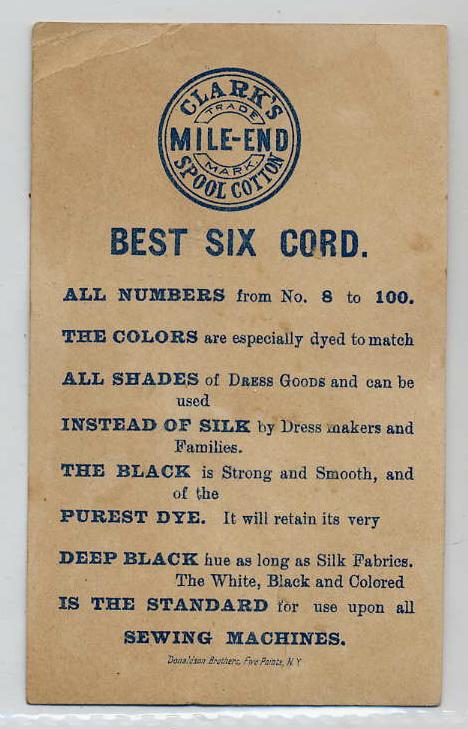 CLARK'S
TRADE
MILE-END
MARK.
SPOOL COTTON
BEST SIX CORD.
ALL NUMBERS from No. 8 to 100.
THE COLORS are especially dyed to match
ALL SHADES of DRESS GOODS and can be
used
INSTEAD OF SILK by Dress makers and
Families.
THE BLACK is Strong and Smooth, and
of the
PUREST DYE. It will retain its very
DEEP BLACK hue as long as Silk Fabrics.
The White, Black and Colored
IS THE STANDARD for use upon all
SEWING MACHINES.
Donaldson Brothers, Five Points, N.Y